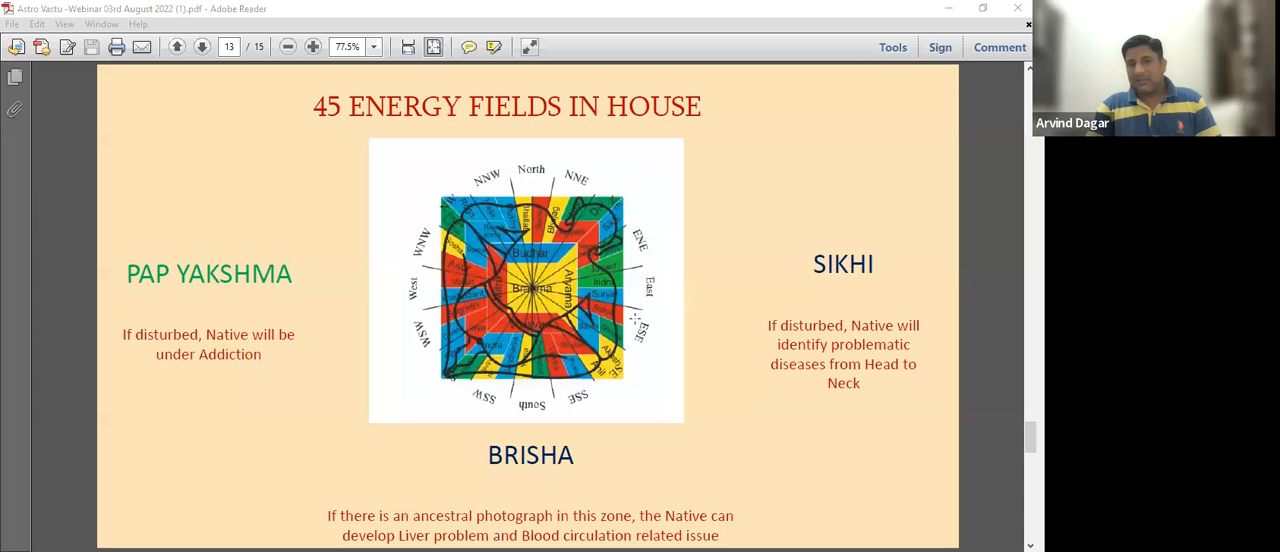 Astro Vastu -Webinar 03rd August 2022 (1).pdf - Adobe Reader
File Edit View Window Help
13 / 15
77.5%
Tools Sign Comment
Arvind Dagar
45 ENERGY FIELDS IN HOUSE
North
NNW
NNE
WNW
ENE
West
East
WSW
ESE
SSW
South
SSE
Budhar
Brahma
Aryama
Indra
Surya
PAP YAKSHMA
If disturbed, Native will be
under Addiction
SIKHI
If disturbed, Native will
identify problematic
diseases from Head to
Neck
BRISHA
If there is an ancestral photograph in this zone, the Native can
develop Liver problem and Blood circulation related issue